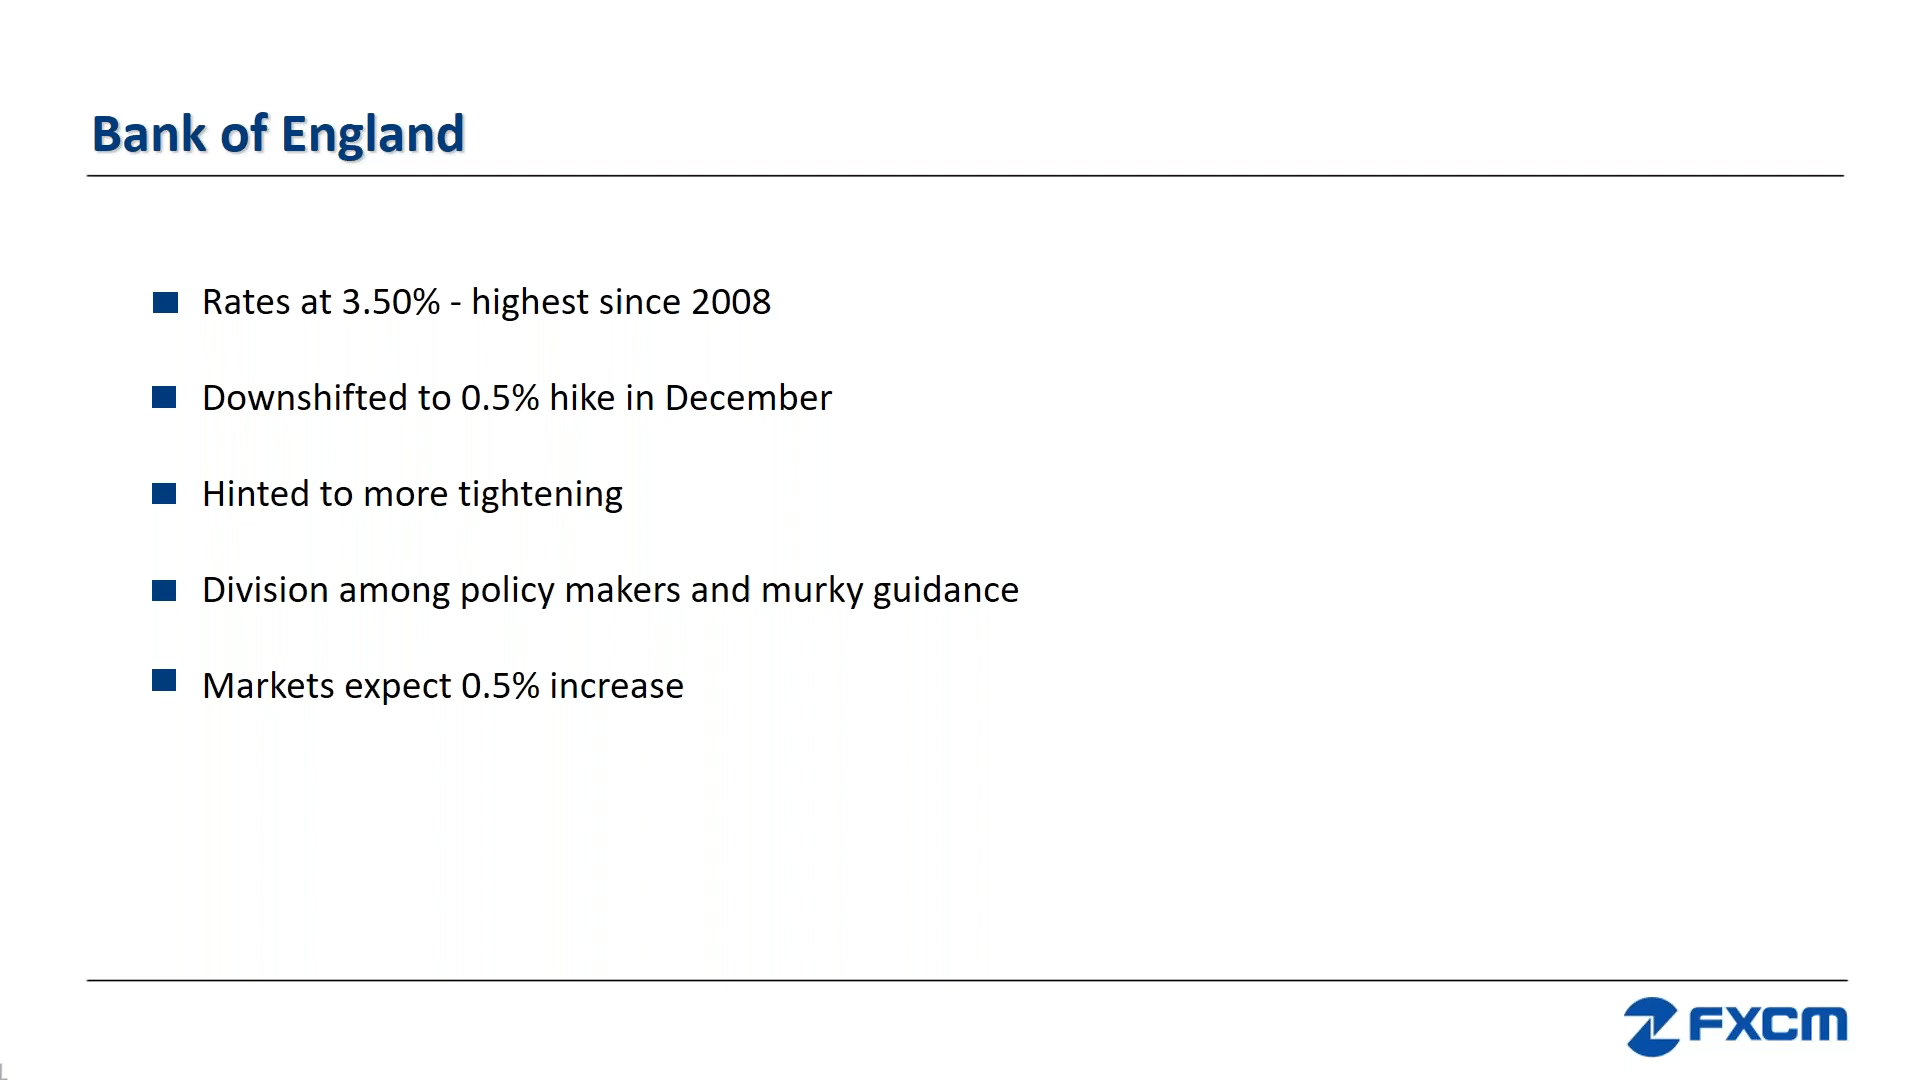 Bank of England
Rates at 3.50% - highest since 2008
Downshifted to 0.5% hike in December
Hinted to more tightening
Division among policy makers and murky guidance
Markets expect 0.5% increase
FXCM